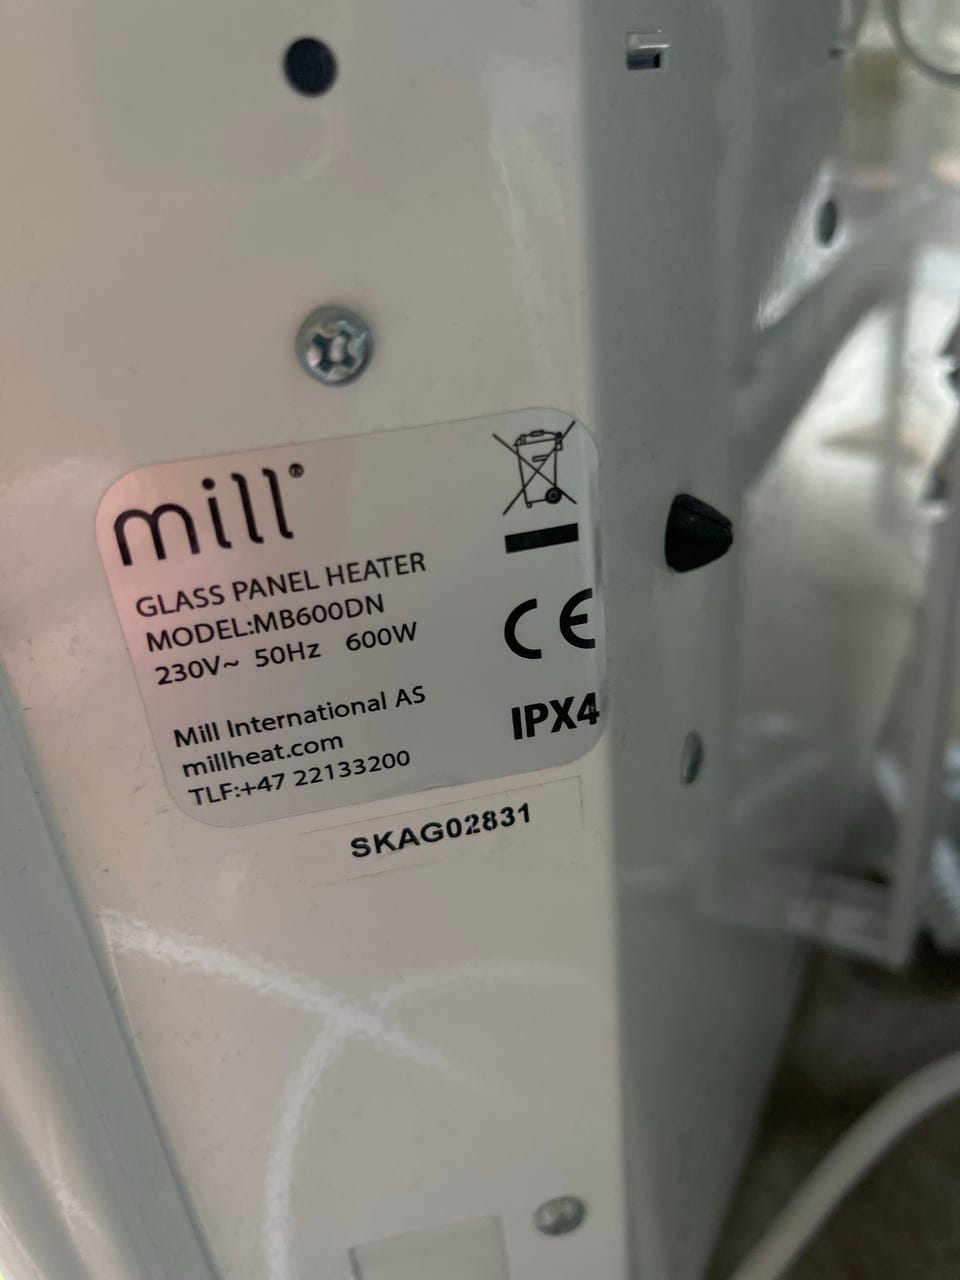 mill®
GLASS PANEL HEATER
MODEL:MB600DN
230V~ 50Hz 600W
Mill International AS
millheat.com
TLF:+47 22133200
CE
IPX4
SKAG02831